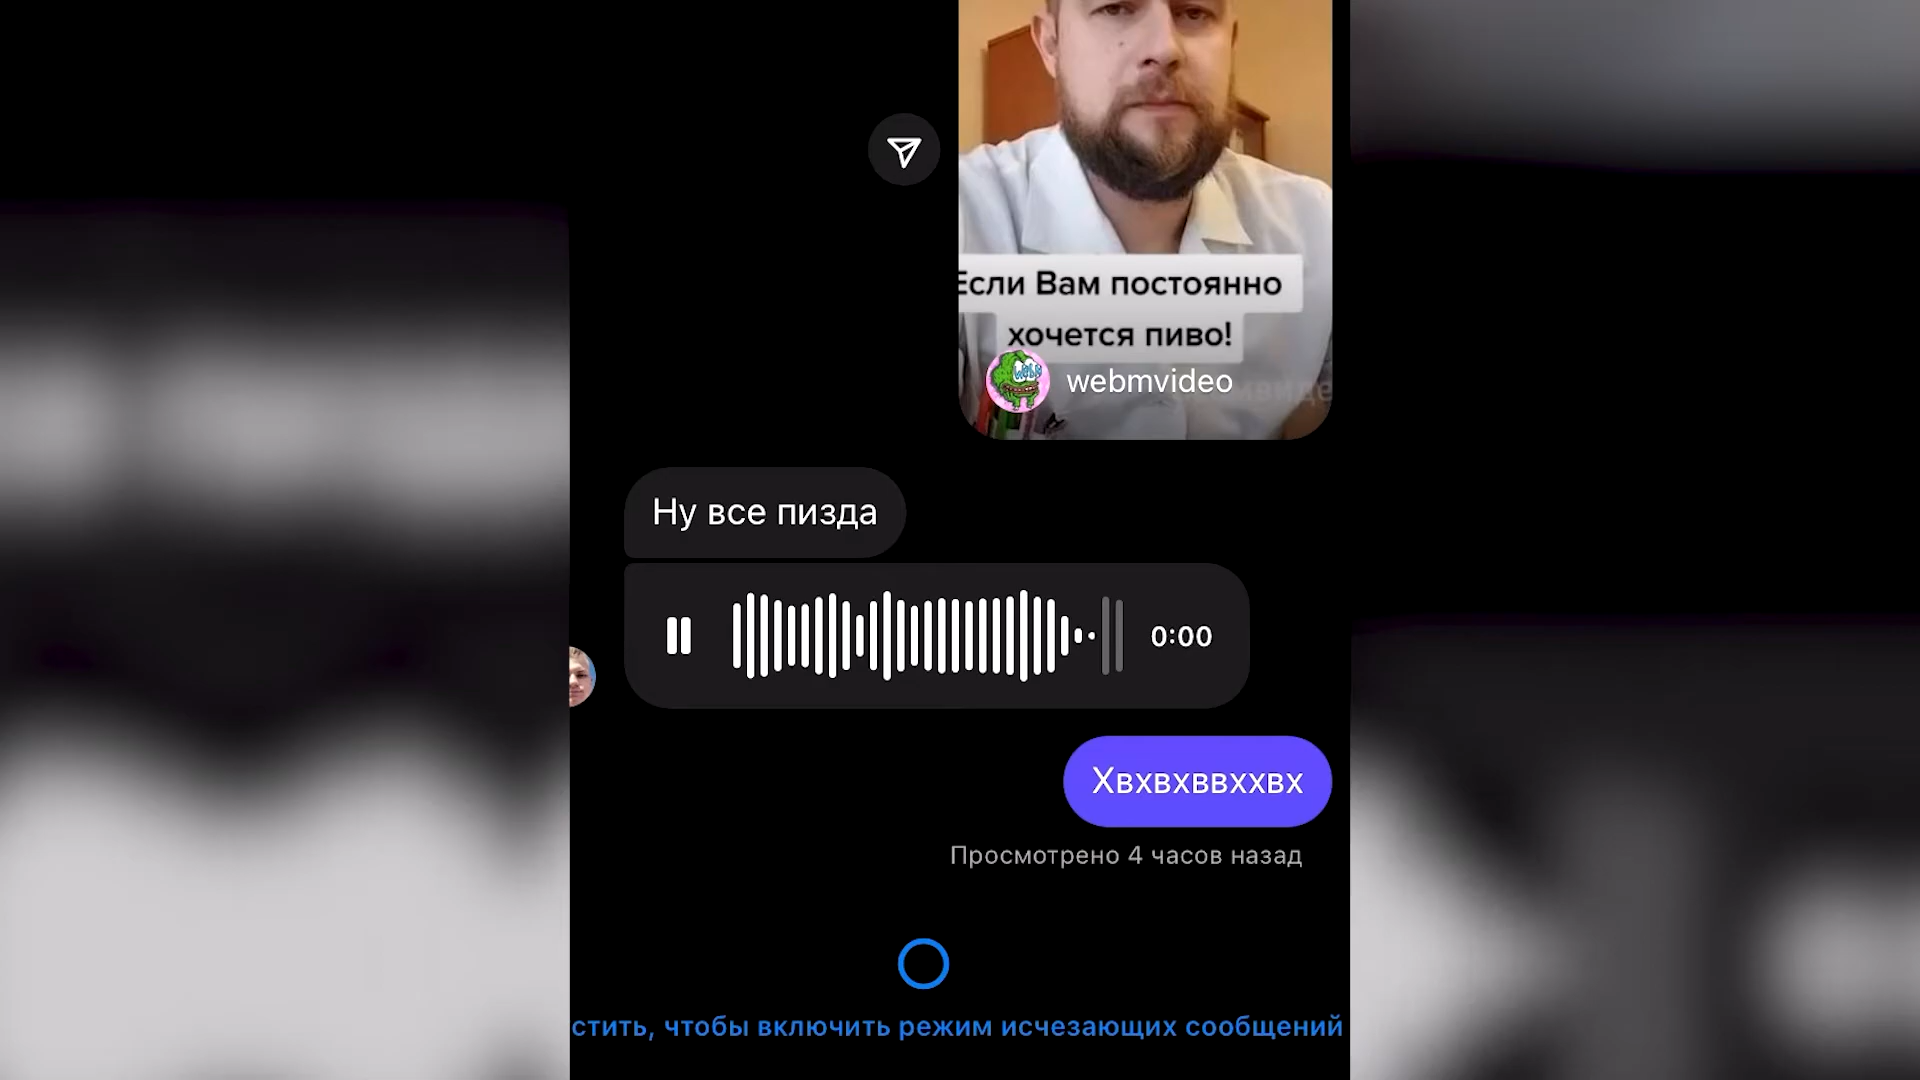 Если Вам постоянно
хочется пиво!
webmvideo
Ну все пизда
0:00
Хвхвхввххвх
Просмотрено 4 часов назад
стить, чтобы включить режим исчезающих сообщений